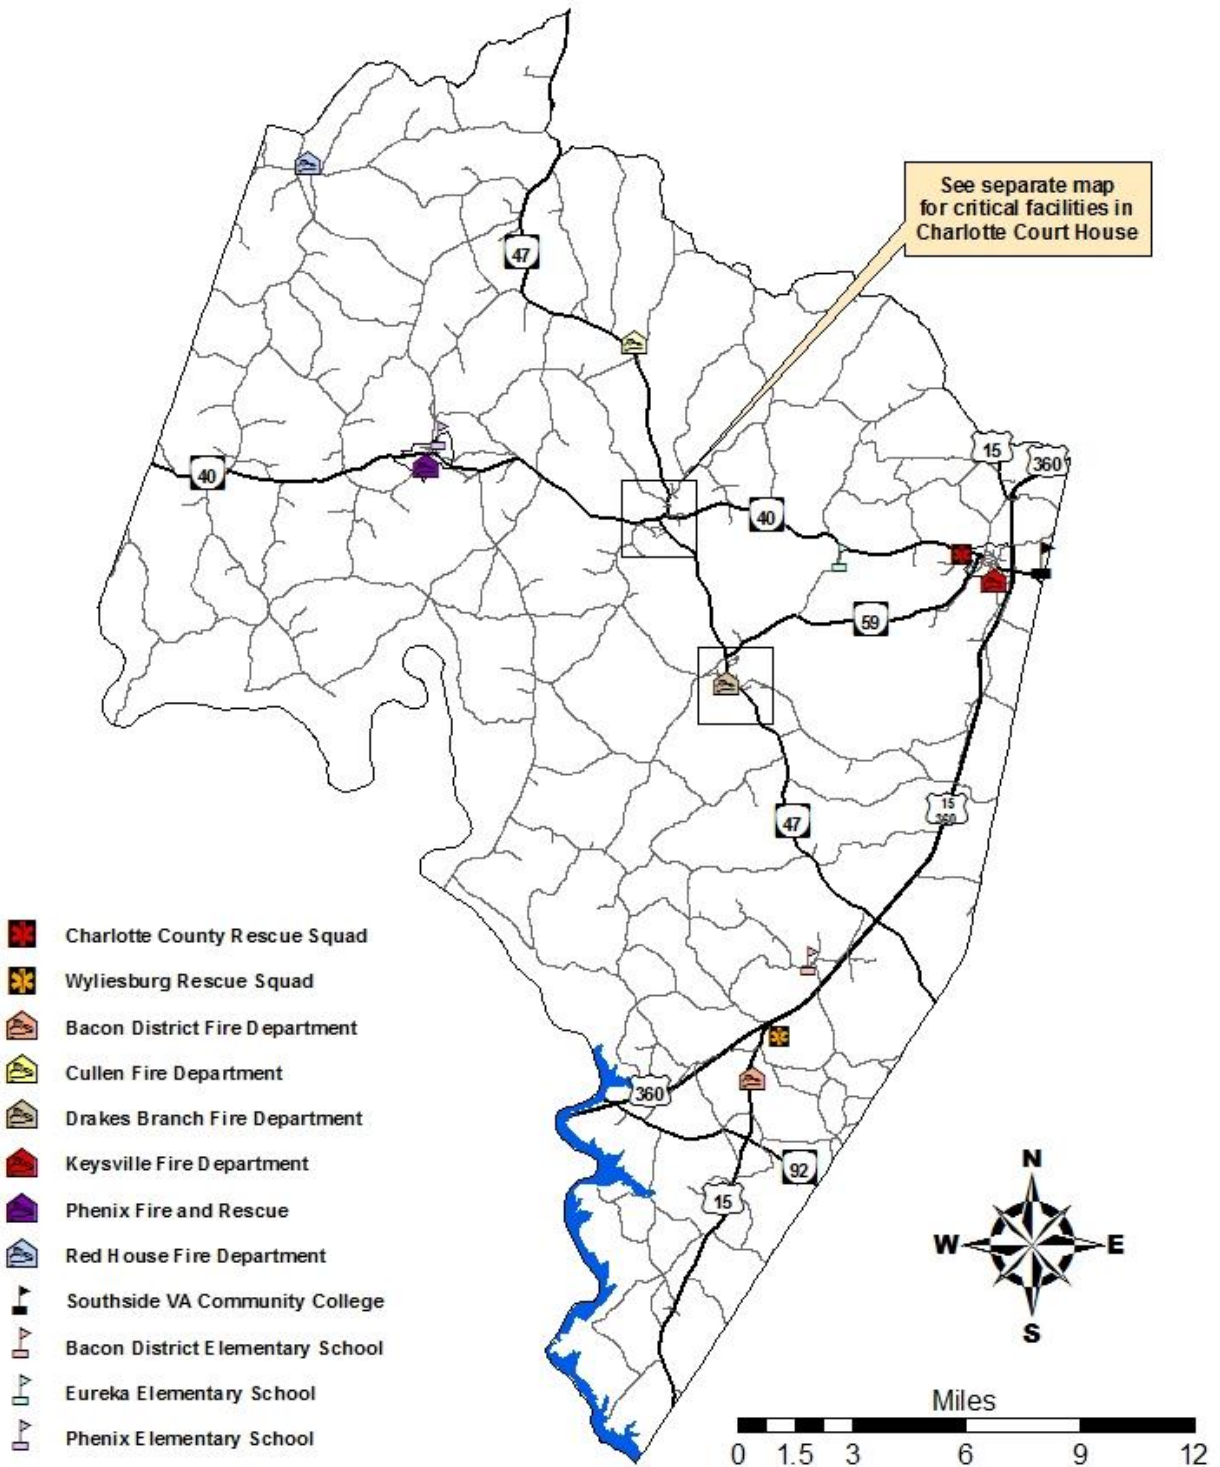 See separate map
for critical facilities in
Charlotte Court House
47
15
360
40
40
59
15
360
47
Charlotte County Rescue Squad
Wyliesburg Rescue Squad
Bacon District Fire Department
Cullen Fire Department
Drakes Branch Fire Department
Keysville Fire Department
Phenix Fire and Rescue
Red House Fire Department
Southside VA Community College
Bacon District Elementary School
Eureka Elementary School
Phenix Elementary School
360
92
15
N
W E
S
Miles
0 1.5 3 6 9 12